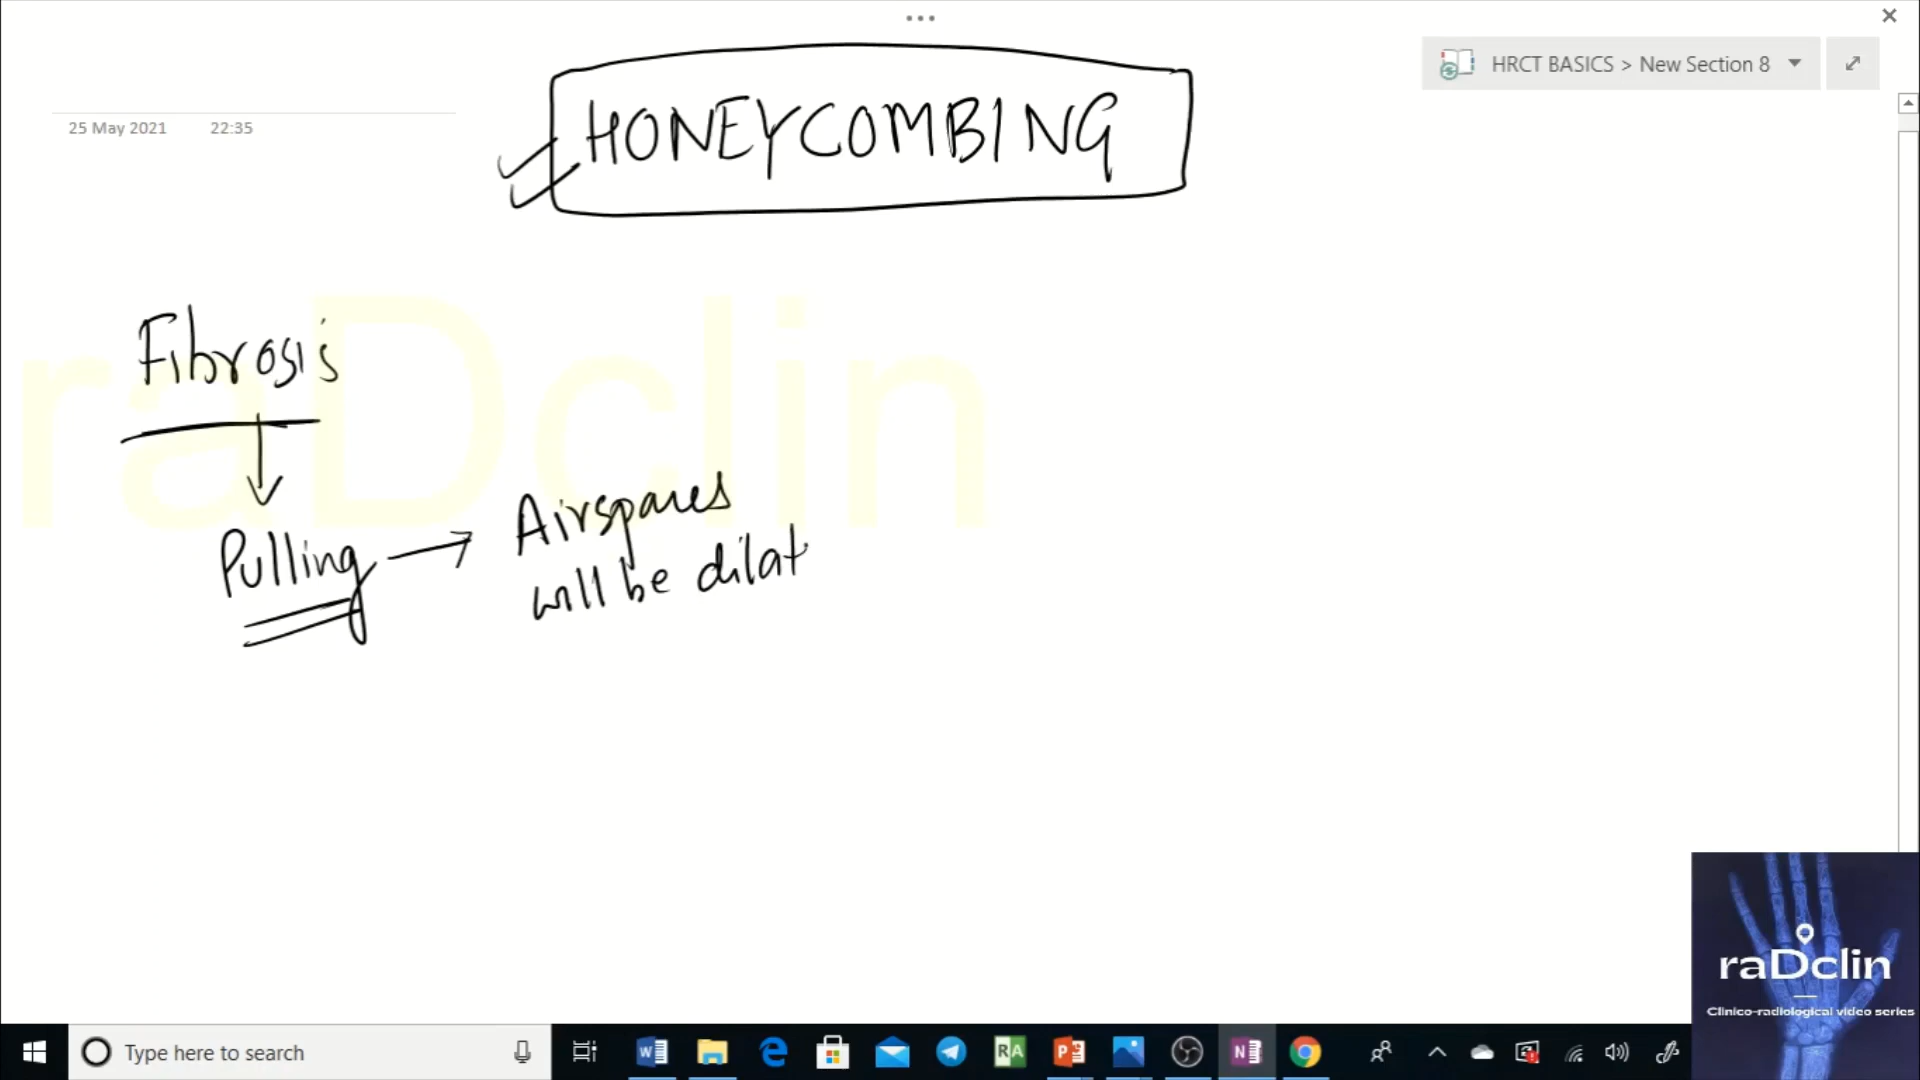 ...
HRCT BASICS > New Section 8
25 May 2021 22:35
HONEYCOMBING
raDclin
Fibrosis
Pulling → Airspaces
will be dilat
raDclin
Clinico-radiological video series
Type here to search